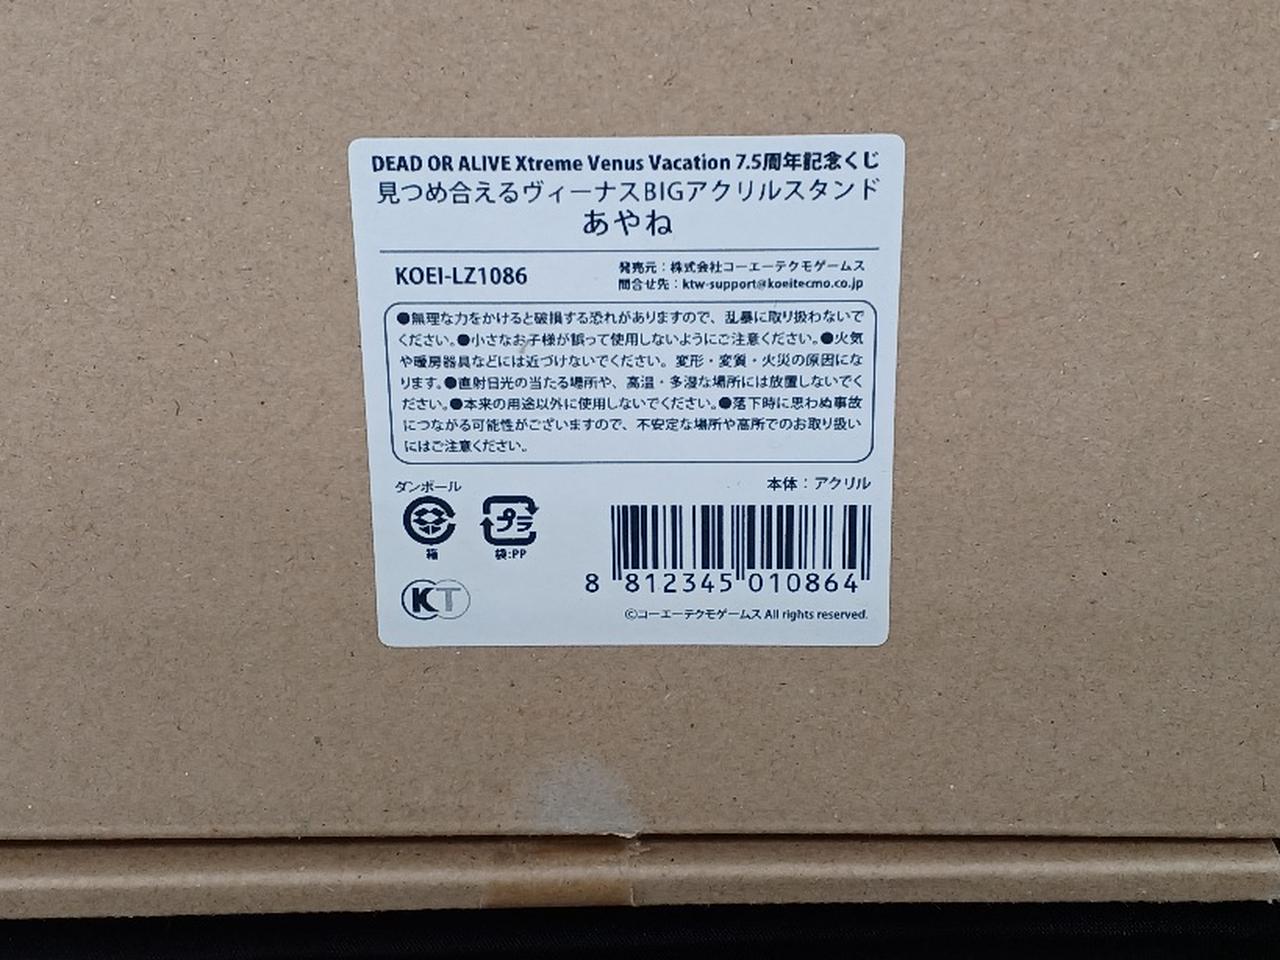 DEAD OR ALIVE Xtreme Venus Vacation 7.5周年記念くじ
見つめ合えるヴィーナスBIGアクリルスタンド
あやね
KOEI-LZ1086
発売元：株式会社コーエーテクモゲームス
問合せ先：ktw-support@koeitecmo.co.jp
●無理な力をかけると破損する恐れがありますので、乱暴に取り扱わないで
ください。●小さなお子様が誤って使用しないようにご注意ください。●火気
や暖房器具などには近づけないでください。変形・変質・火災の原因にな
ります。●直射日光の当たる場所や、高温・多湿な場所には放置しないでく
ださい。●本来の用途以外に使用しないでください。●落下時に思わぬ事故
につながる可能性がございますので、不安定な場所や高所でのお取り扱い
にはご注意ください。
ダンボール
箱
プラ
袋:PP
本体：アクリル
8 812345 010864
KT
©コーエーテクモゲームス All rights reserved.